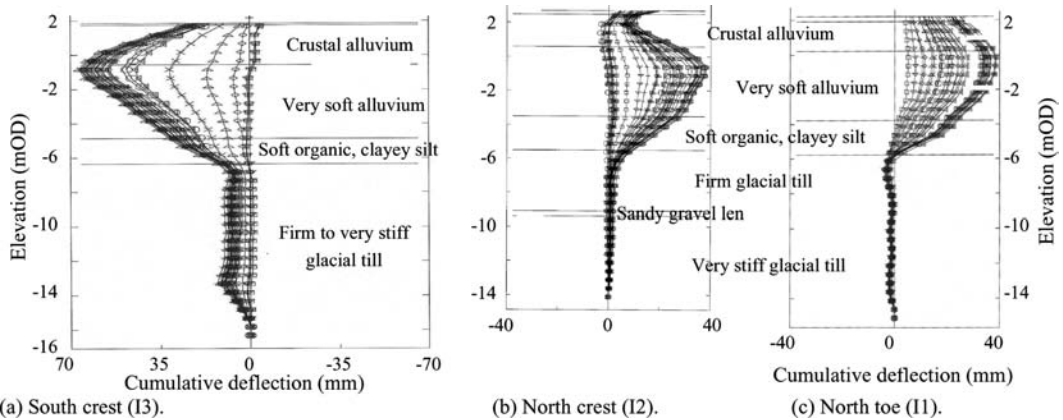 2
-2
-6
-10
-14
-16
Elevation (mOD)
70
35
0
-35
-70
Cumulative deflection (mm)
Crustal alluvium
Very soft alluvium
Soft organic, clayey silt
Firm to very stiff
glacial till
(a) South crest (I3).
2
-2
-6
-10
-14
-40
0
40
Crustal alluvium
Very soft alluvium
Soft organic, clayey silt
Firm glacial till
Sandy gravel len
Very stiff glacial till
(b) North crest (I2).
2
0
-2
-6
-10
-14
Elevation (mOD)
0
40
Cumulative deflection (mm)
(c) North toe (I1).